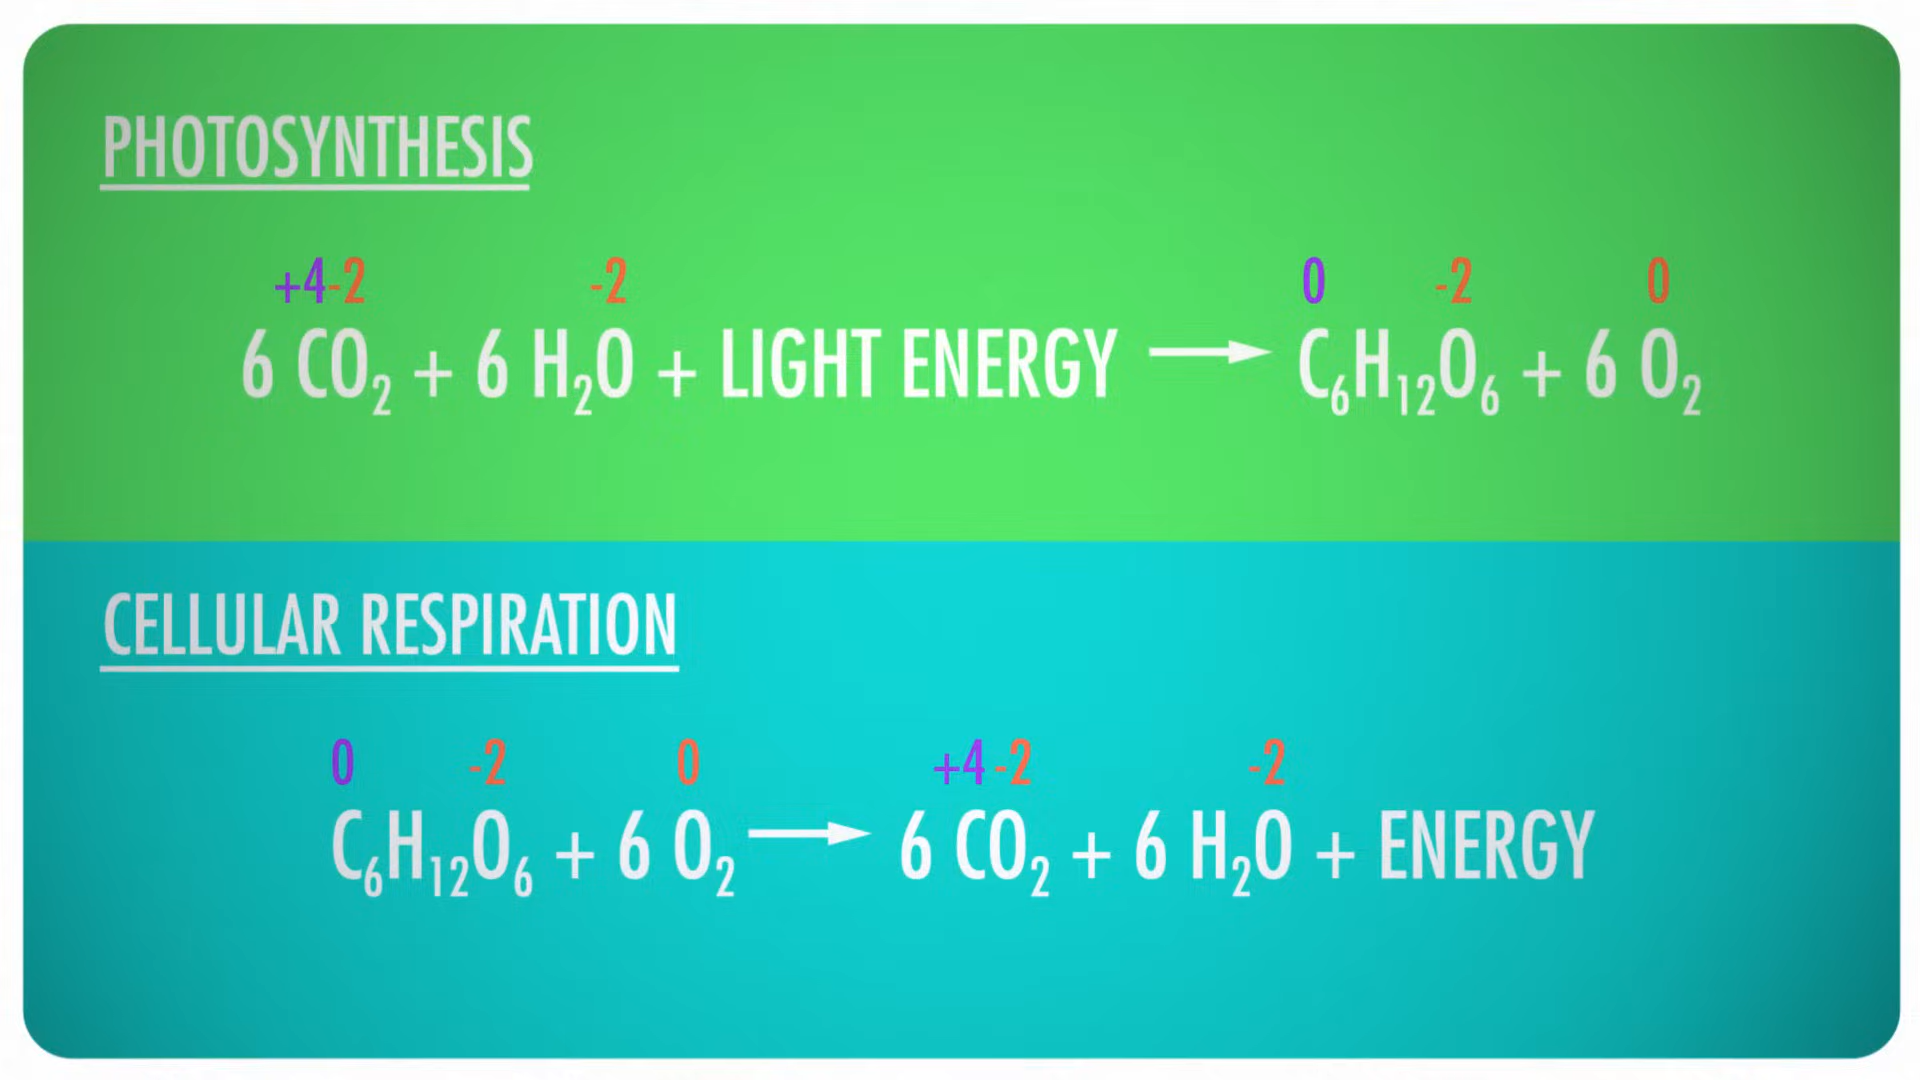 PHOTOSYNTHESIS
+4 -2 -2 0 -2 0
6 CO₂ + 6 H₂O + LIGHT ENERGY → C₆H₁₂O₆ + 6 O₂
CELLULAR RESPIRATION
0 -2 0 +4 -2 -2
C₆H₁₂O₆ + 6 O₂ → 6 CO₂ + 6 H₂O + ENERGY